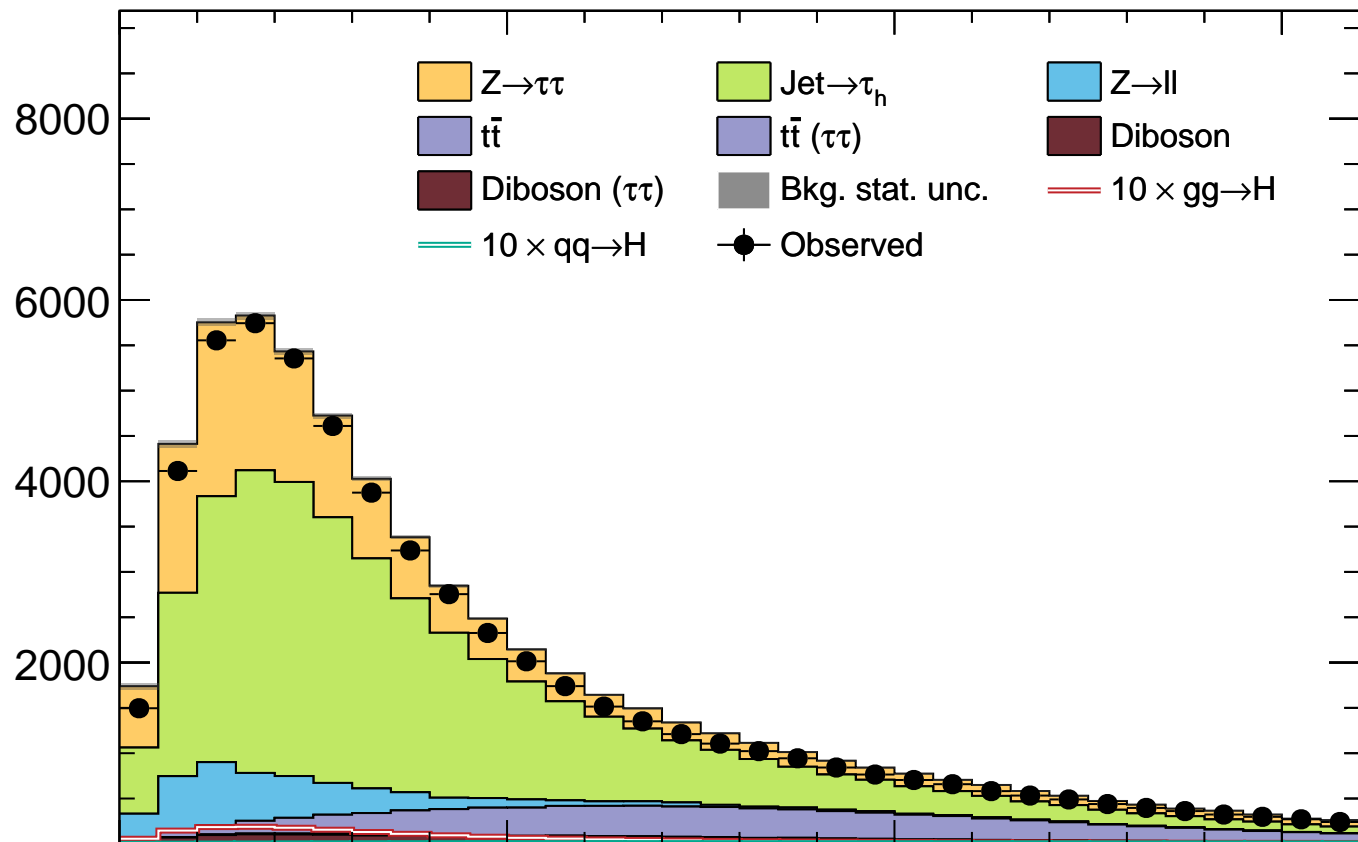 8000
6000
4000
2000
Z→ττ Jet→τh Z→ll
tt̄ tt̄ (ττ) Diboson
Diboson (ττ) Bkg. stat. unc. 10 × gg→H
10 × qq→H Observed